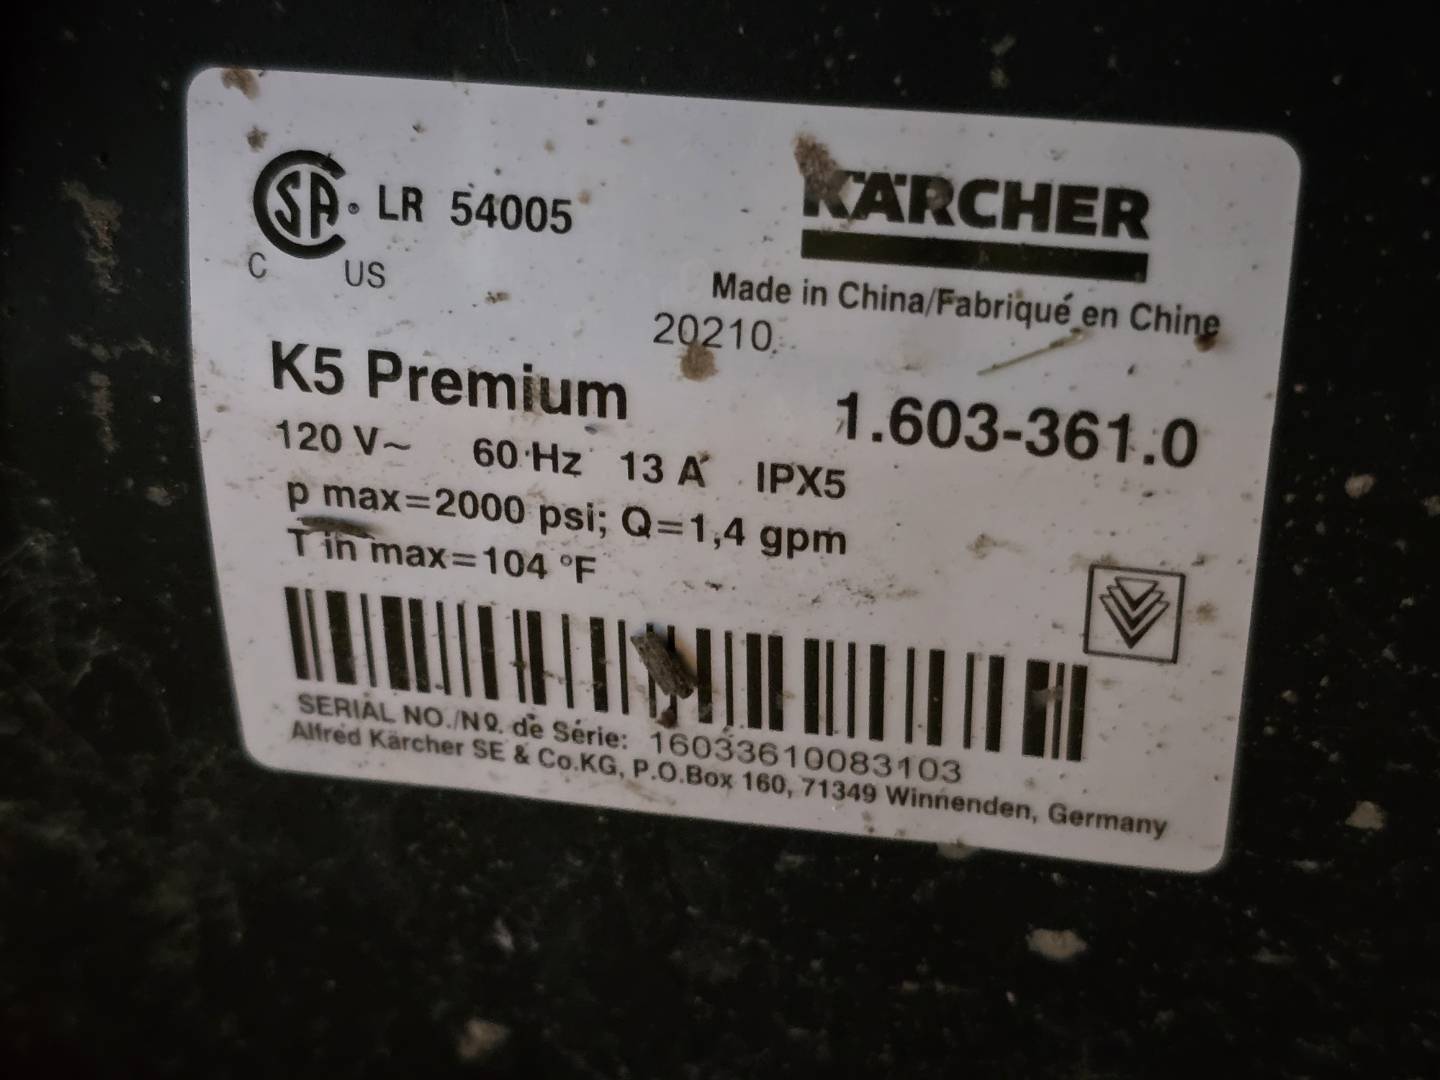 CSA® LR 54005
C US
KÄRCHER
Made in China/Fabriqué en Chine
20210
K5 Premium 1.603-361.0
120 V~ 60 Hz 13 A IPX5
p max=2000 psi; Q=1,4 gpm
T in max=104 °F
SERIAL NO./Nº. de Série: 16033610083103
Alfred Kärcher SE & Co.KG, P.O.Box 160, 71349 Winnenden, Germany